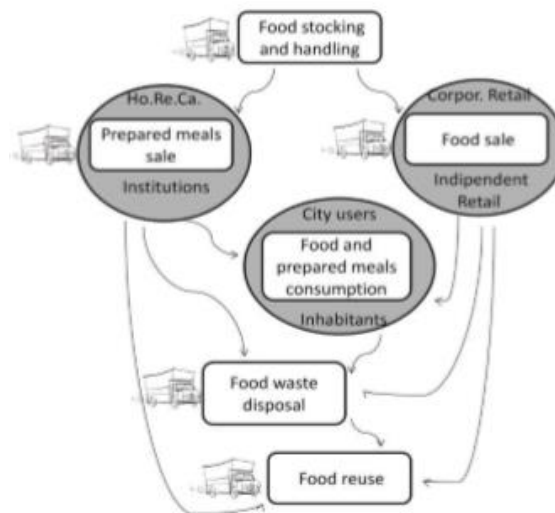 Food stocking
and handling
Ho.Re.Ca.
Prepared meals
sale
Institutions
Corpor. Retail
Food sale
Indipendent
Retail
City users
Food and
prepared meals
consumption
Inhabitants
Food waste
disposal
Food reuse